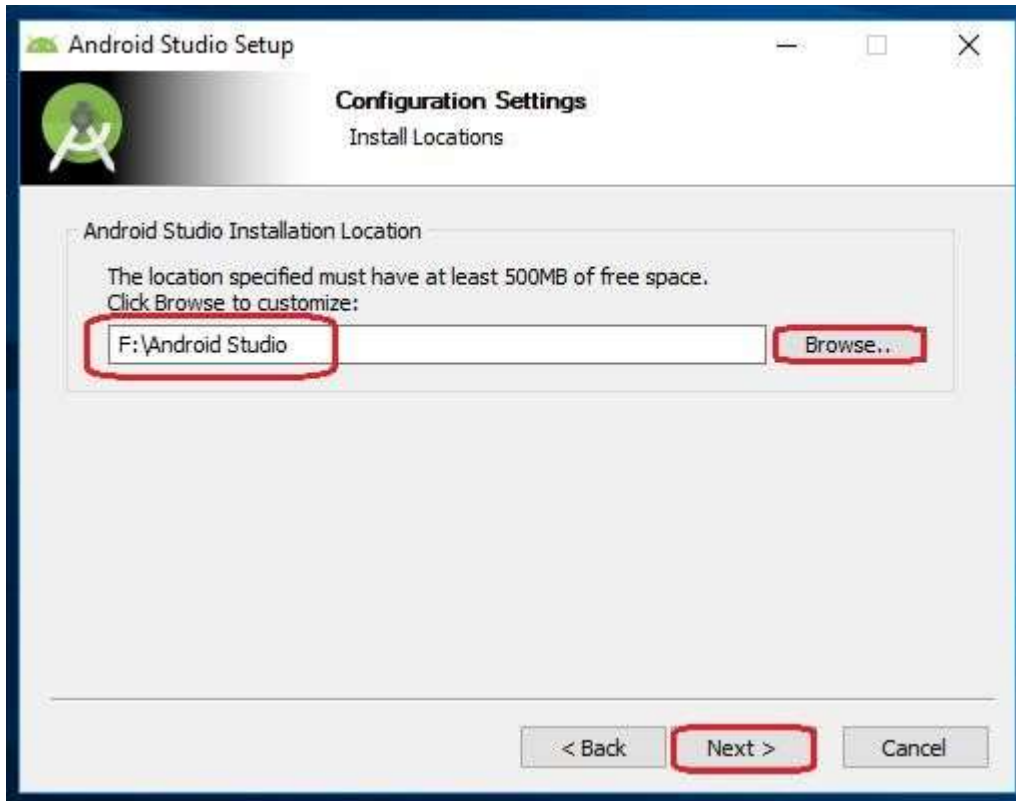 Android Studio Setup
Configuration Settings
Install Locations
Android Studio Installation Location
The location specified must have at least 500MB of free space.
Click Browse to customize:
F:\Android Studio
Browse..
< Back
Next >
Cancel